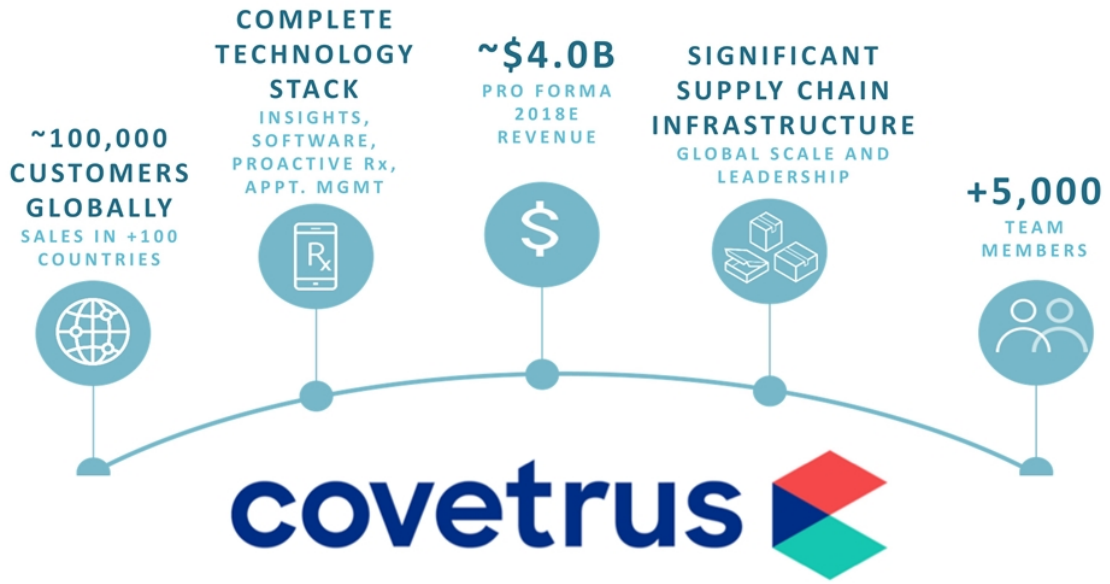 ~100,000
CUSTOMERS
GLOBALLY
SALES IN +100
COUNTRIES
COMPLETE
TECHNOLOGY
STACK
INSIGHTS,
SOFTWARE,
PROACTIVE Rx,
APPT. MGMT
Rx
~$4.0B
PRO FORMA
2018E
REVENUE
$
SIGNIFICANT
SUPPLY CHAIN
INFRASTRUCTURE
GLOBAL SCALE AND
LEADERSHIP
+5,000
TEAM
MEMBERS
covetrus